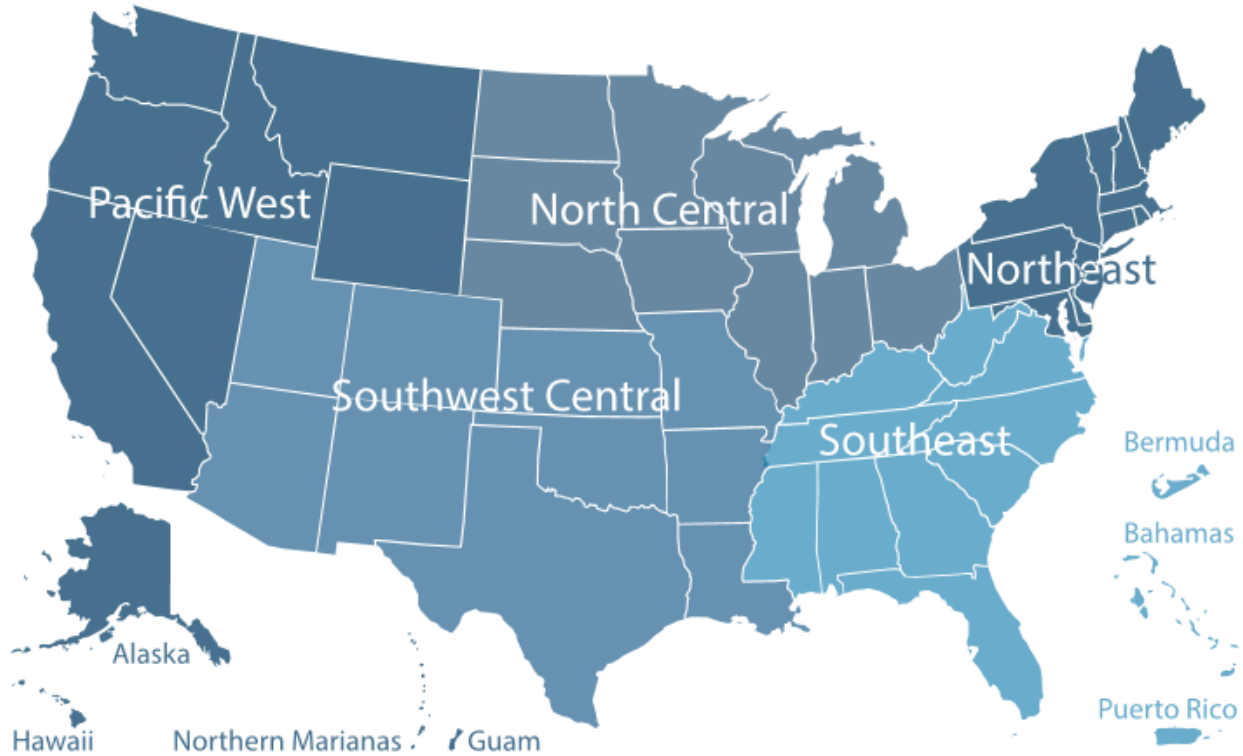 Pacific West
North Central
Northeast
Southwest Central
Southeast
Bermuda
Bahamas
Alaska
Puerto Rico
Hawaii
Northern Marianas
Guam